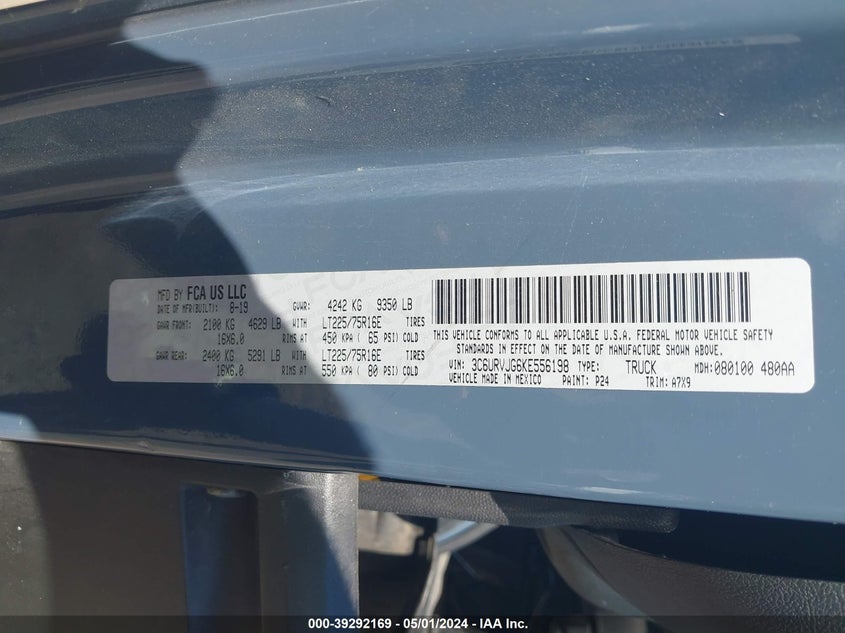 MFD BY FCA US LLC
DATE OF MFR(BUILT): 8-19 GVWR: 4242 KG 9350 LB
GAWR FRONT: 2100 KG 4629 LB WITH LT225/75R16E TIRES
16X6.0 RIMS AT 450 KPA ( 65 PSI) COLD
GAWR REAR: 2400 KG 5291 LB WITH LT225/75R16E TIRES
16X6.0 RIMS AT 550 KPA ( 80 PSI) COLD
THIS VEHICLE CONFORMS TO ALL APPLICABLE U.S.A. FEDERAL MOTOR VEHICLE SAFETY
STANDARDS IN EFFECT ON THE DATE OF MANUFACTURE SHOWN ABOVE.
VIN: 3C6URVJG6KE556198 TYPE: TRUCK MDH: 080100 480AA
VEHICLE MADE IN MEXICO PAINT: P24 TRIM: A7X9
000-39292169 - 05/01/2024 - IAA Inc.